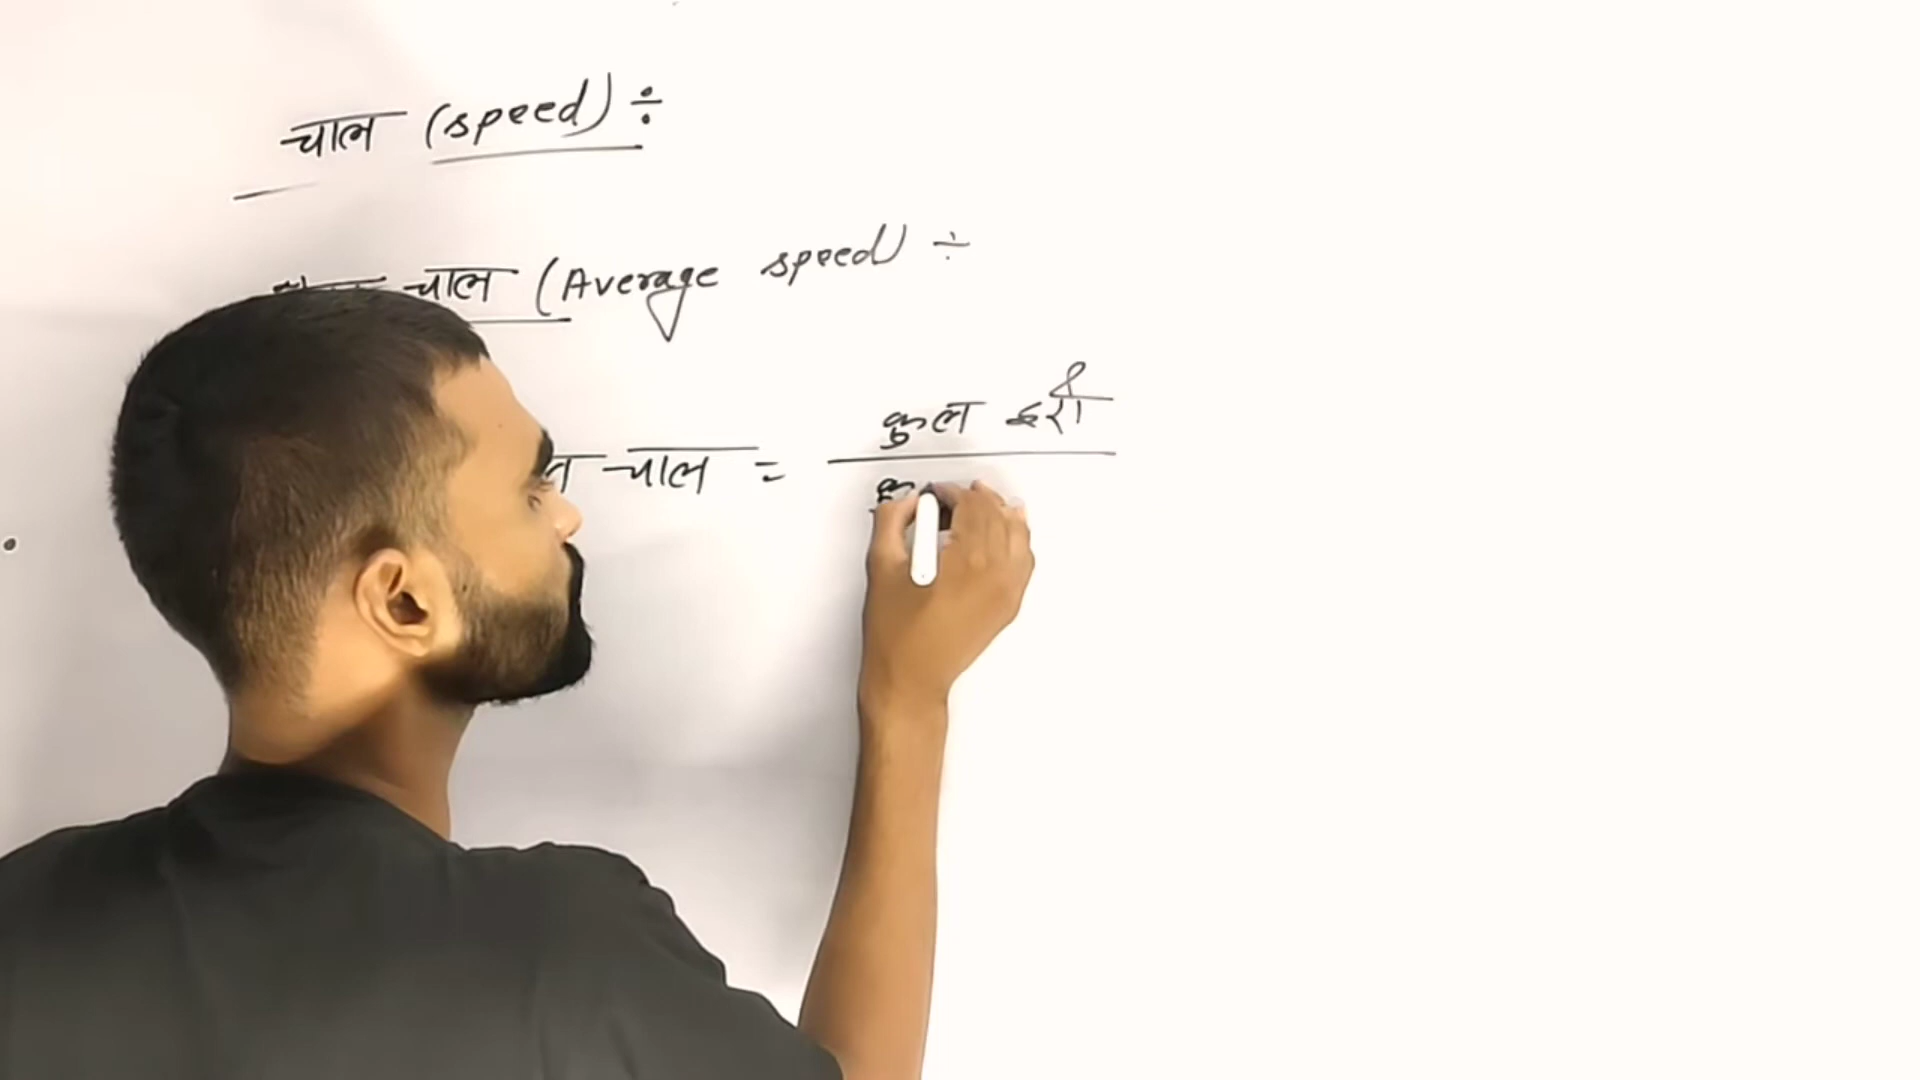 चाल (speed) ÷
चाल (Average speed) ÷
चाल = कुल दूरी